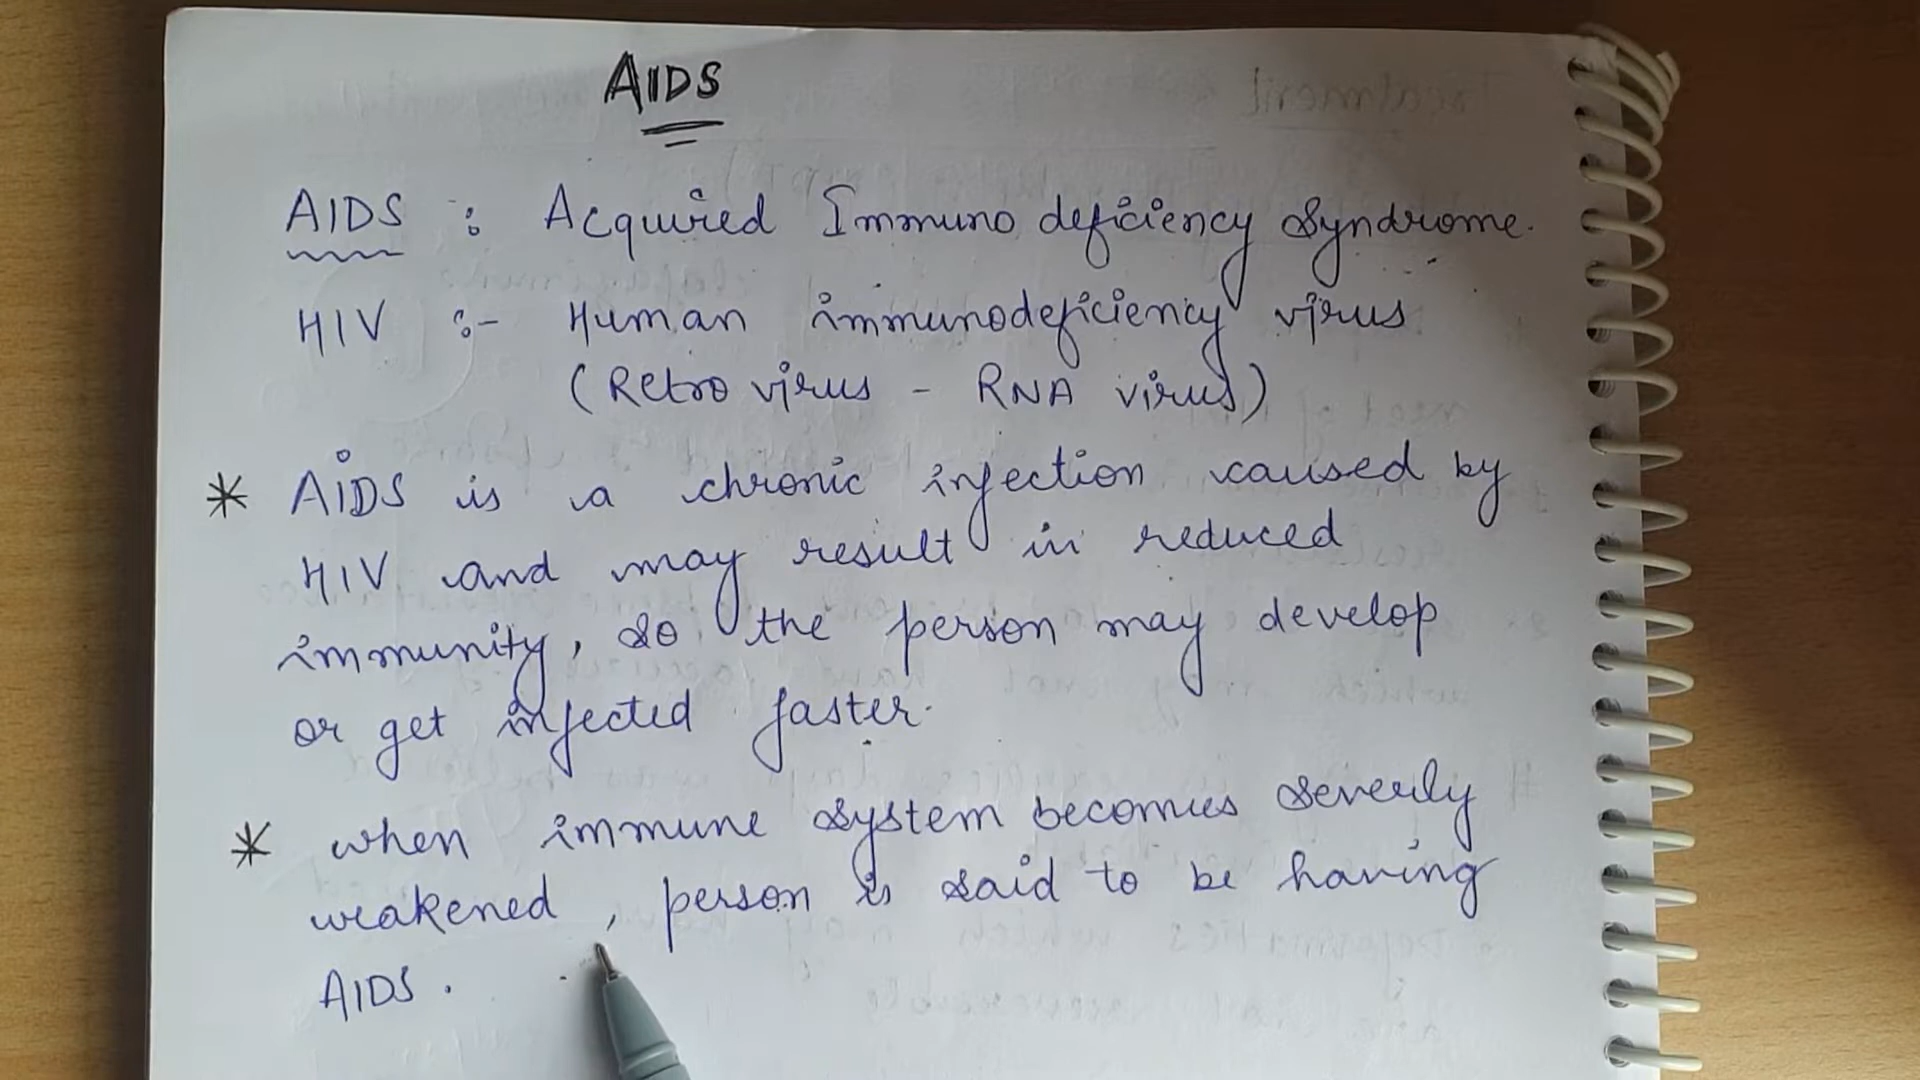 AIDS
AIDS : Acquired Immuno deficiency syndrome.
HIV :- Human immunodeficiency virus
(Retro virus - RNA virus)
* AIDS is a chronic infection caused by
HIV and may result in reduced
immunity, so the person may develop
or get infected faster.
* when immune system becomes severly
weakened, person is said to be having
AIDS.